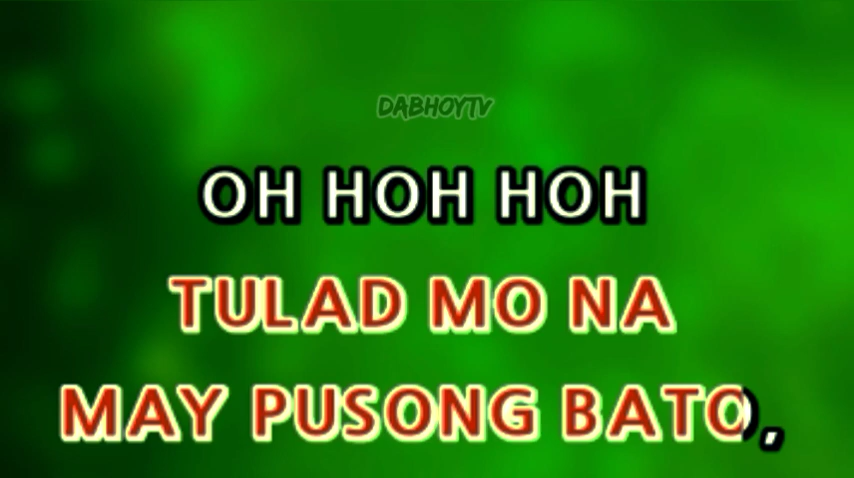 DABHOYTV
OH HOH HOH
TULAD MO NA
MAY PUSONG BATO,